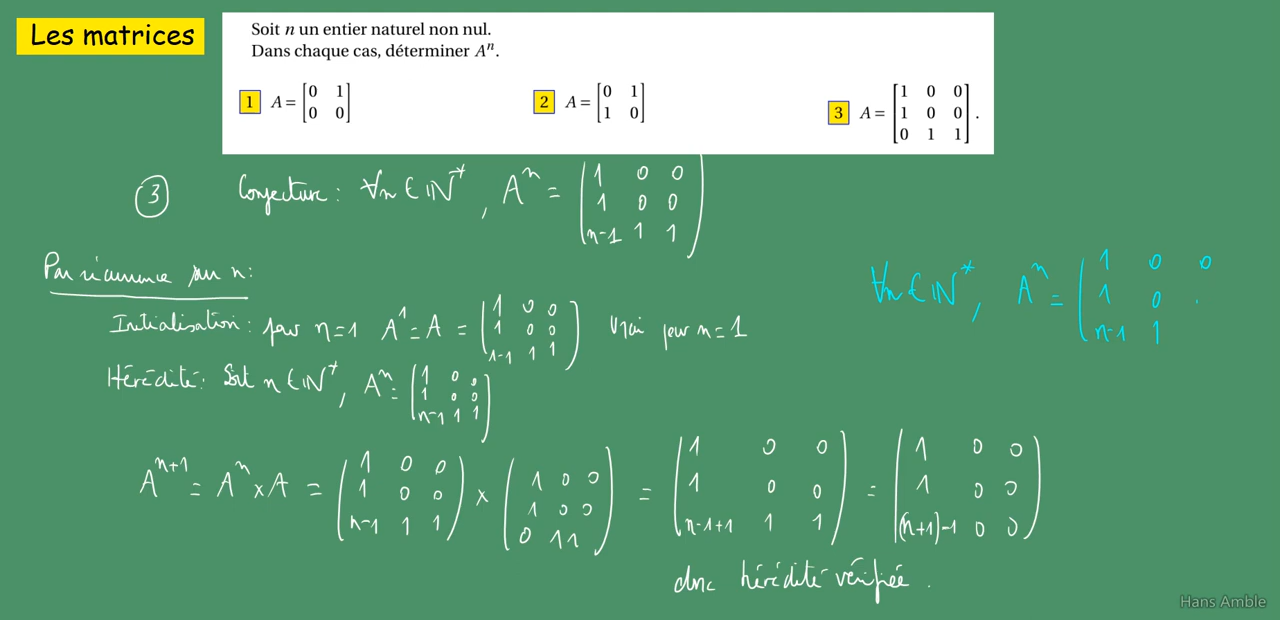 Les matrices
Soit n un entier naturel non nul.
Dans chaque cas, déterminer Aⁿ.
1 A = [0 1
0 0]
2 A = [0 1
1 0]
3 A = [1 0 0
1 0 0
0 1 1].
③ Conjecture : ∀n ∈ ℕ*, Aⁿ = (1 0 0
1 0 0
n-1 1 1)
Par récurrence sur n :
Initialisation : pour n=1 A¹ = A = (1 0 0
1 0 0
1-1 1 1) Vrai pour n=1
Hérédité : Soit n ∈ ℕ*, Aⁿ = (1 0 0
1 0 0
n-1 1 1)
Aⁿ⁺¹ = Aⁿ × A = (1 0 0
1 0 0
n-1 1 1) × (1 0 0
1 0 0
0 1 1) = (1 0 0
1 0 0
n-1+1 1 1) = (1 0 0
1 0 0
(n+1)-1 0 0)
donc hérédité vérifiée.
∀n ∈ ℕ*, Aⁿ = (1 0 0
1 0 .
n-1 1
Hans Amble